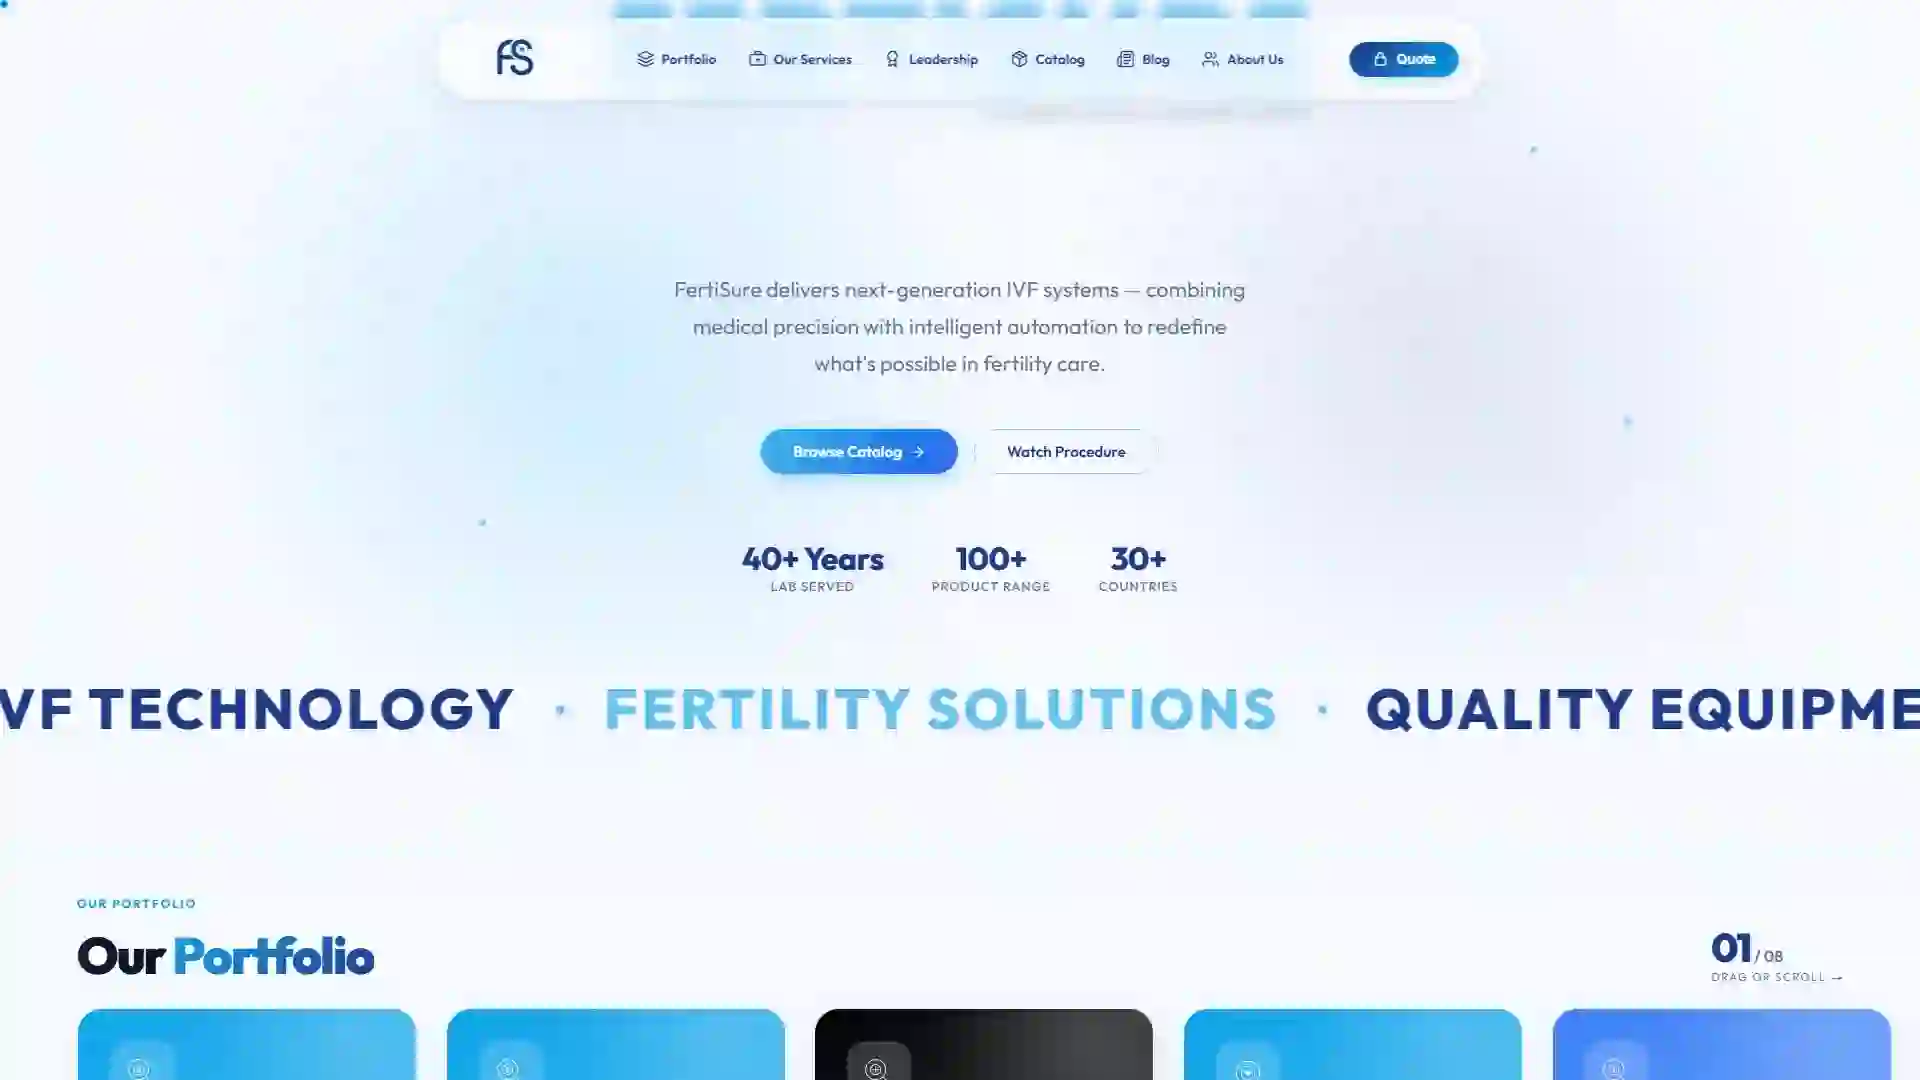 fS
Portfolio
Our Services
Leadership
Catalog
Blog
About Us
Quote
FertiSure delivers next-generation IVF systems — combining
medical precision with intelligent automation to redefine
what's possible in fertility care.
Browse Catalog →
Watch Procedure
40+ Years
LAB SERVED
100+
PRODUCT RANGE
30+
COUNTRIES
VF TECHNOLOGY • FERTILITY SOLUTIONS • QUALITY EQUIPME
OUR PORTFOLIO
Our Portfolio
01 / 08
DRAG OR SCROLL →